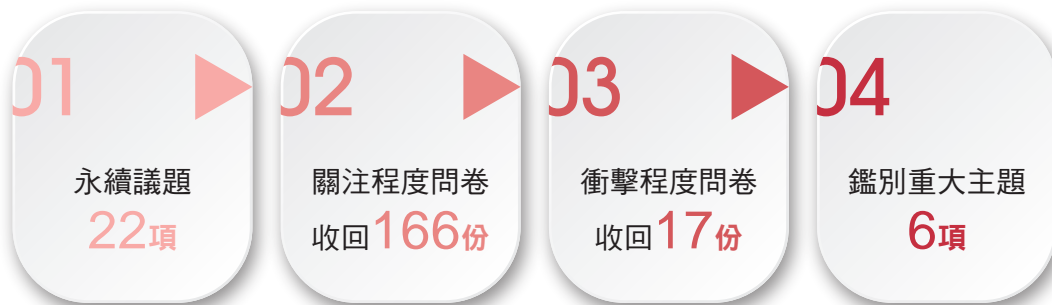 01
永續議題
22項
02
關注程度問卷
收回166份
03
衝擊程度問卷
收回17份
04
鑑別重大主題
6項